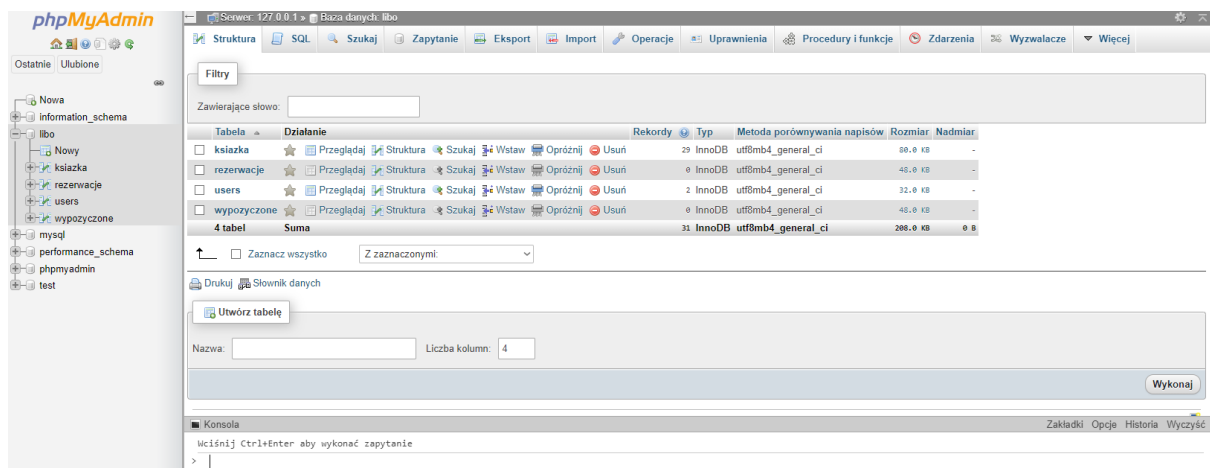 phpMyAdmin
Ostatnie Ulubione
Nowa
information_schema
libo
Nowy
ksiazka
rezerwacje
users
wypozyczone
mysql
performance_schema
phpmyadmin
test
Serwer: 127.0.0.1 » Baza danych: libo
Struktura SQL Szukaj Zapytanie Eksport Import Operacje Uprawnienia Procedury i funkcje Zdarzenia Wyzwalacze Więcej
Filtry
Zawierające słowo:
Tabela Działanie Rekordy Typ Metoda porównywania napisów Rozmiar Nadmiar
ksiazka Przeglądaj Struktura Szukaj Wstaw Opróżnij Usuń 29 InnoDB utf8mb4_general_ci 80.0 KB -
rezerwacje Przeglądaj Struktura Szukaj Wstaw Opróżnij Usuń 0 InnoDB utf8mb4_general_ci 48.0 KB -
users Przeglądaj Struktura Szukaj Wstaw Opróżnij Usuń 2 InnoDB utf8mb4_general_ci 32.0 KB -
wypozyczone Przeglądaj Struktura Szukaj Wstaw Opróżnij Usuń 0 InnoDB utf8mb4_general_ci 48.0 KB -
4 tabel Suma 31 InnoDB utf8mb4_general_ci 208.0 KB 0 B
Zaznacz wszystko Z zaznaczonymi:
Drukuj Słownik danych
Utwórz tabelę
Nazwa: Liczba kolumn: 4
Wykonaj
Konsola Zakładki Opcje Historia Wyczyść
Wciśnij Ctrl+Enter aby wykonać zapytanie
>